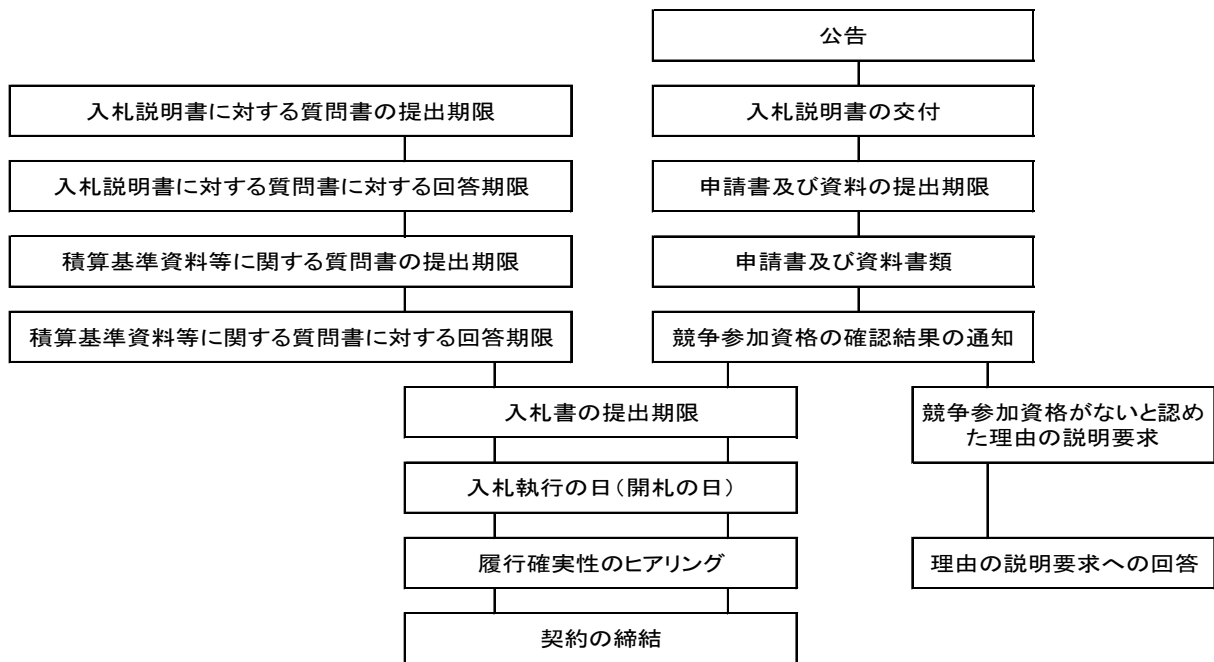 公告
入札説明書に対する質問書の提出期限
入札説明書の交付
入札説明書に対する質問書に対する回答期限
申請書及び資料の提出期限
積算基準資料等に関する質問書の提出期限
申請書及び資料書類
積算基準資料等に関する質問書に対する回答期限
競争参加資格の確認結果の通知
入札書の提出期限
競争参加資格がないと認め
た理由の説明要求
入札執行の日(開札の日)
履行確実性のヒアリング
理由の説明要求への回答
契約の締結